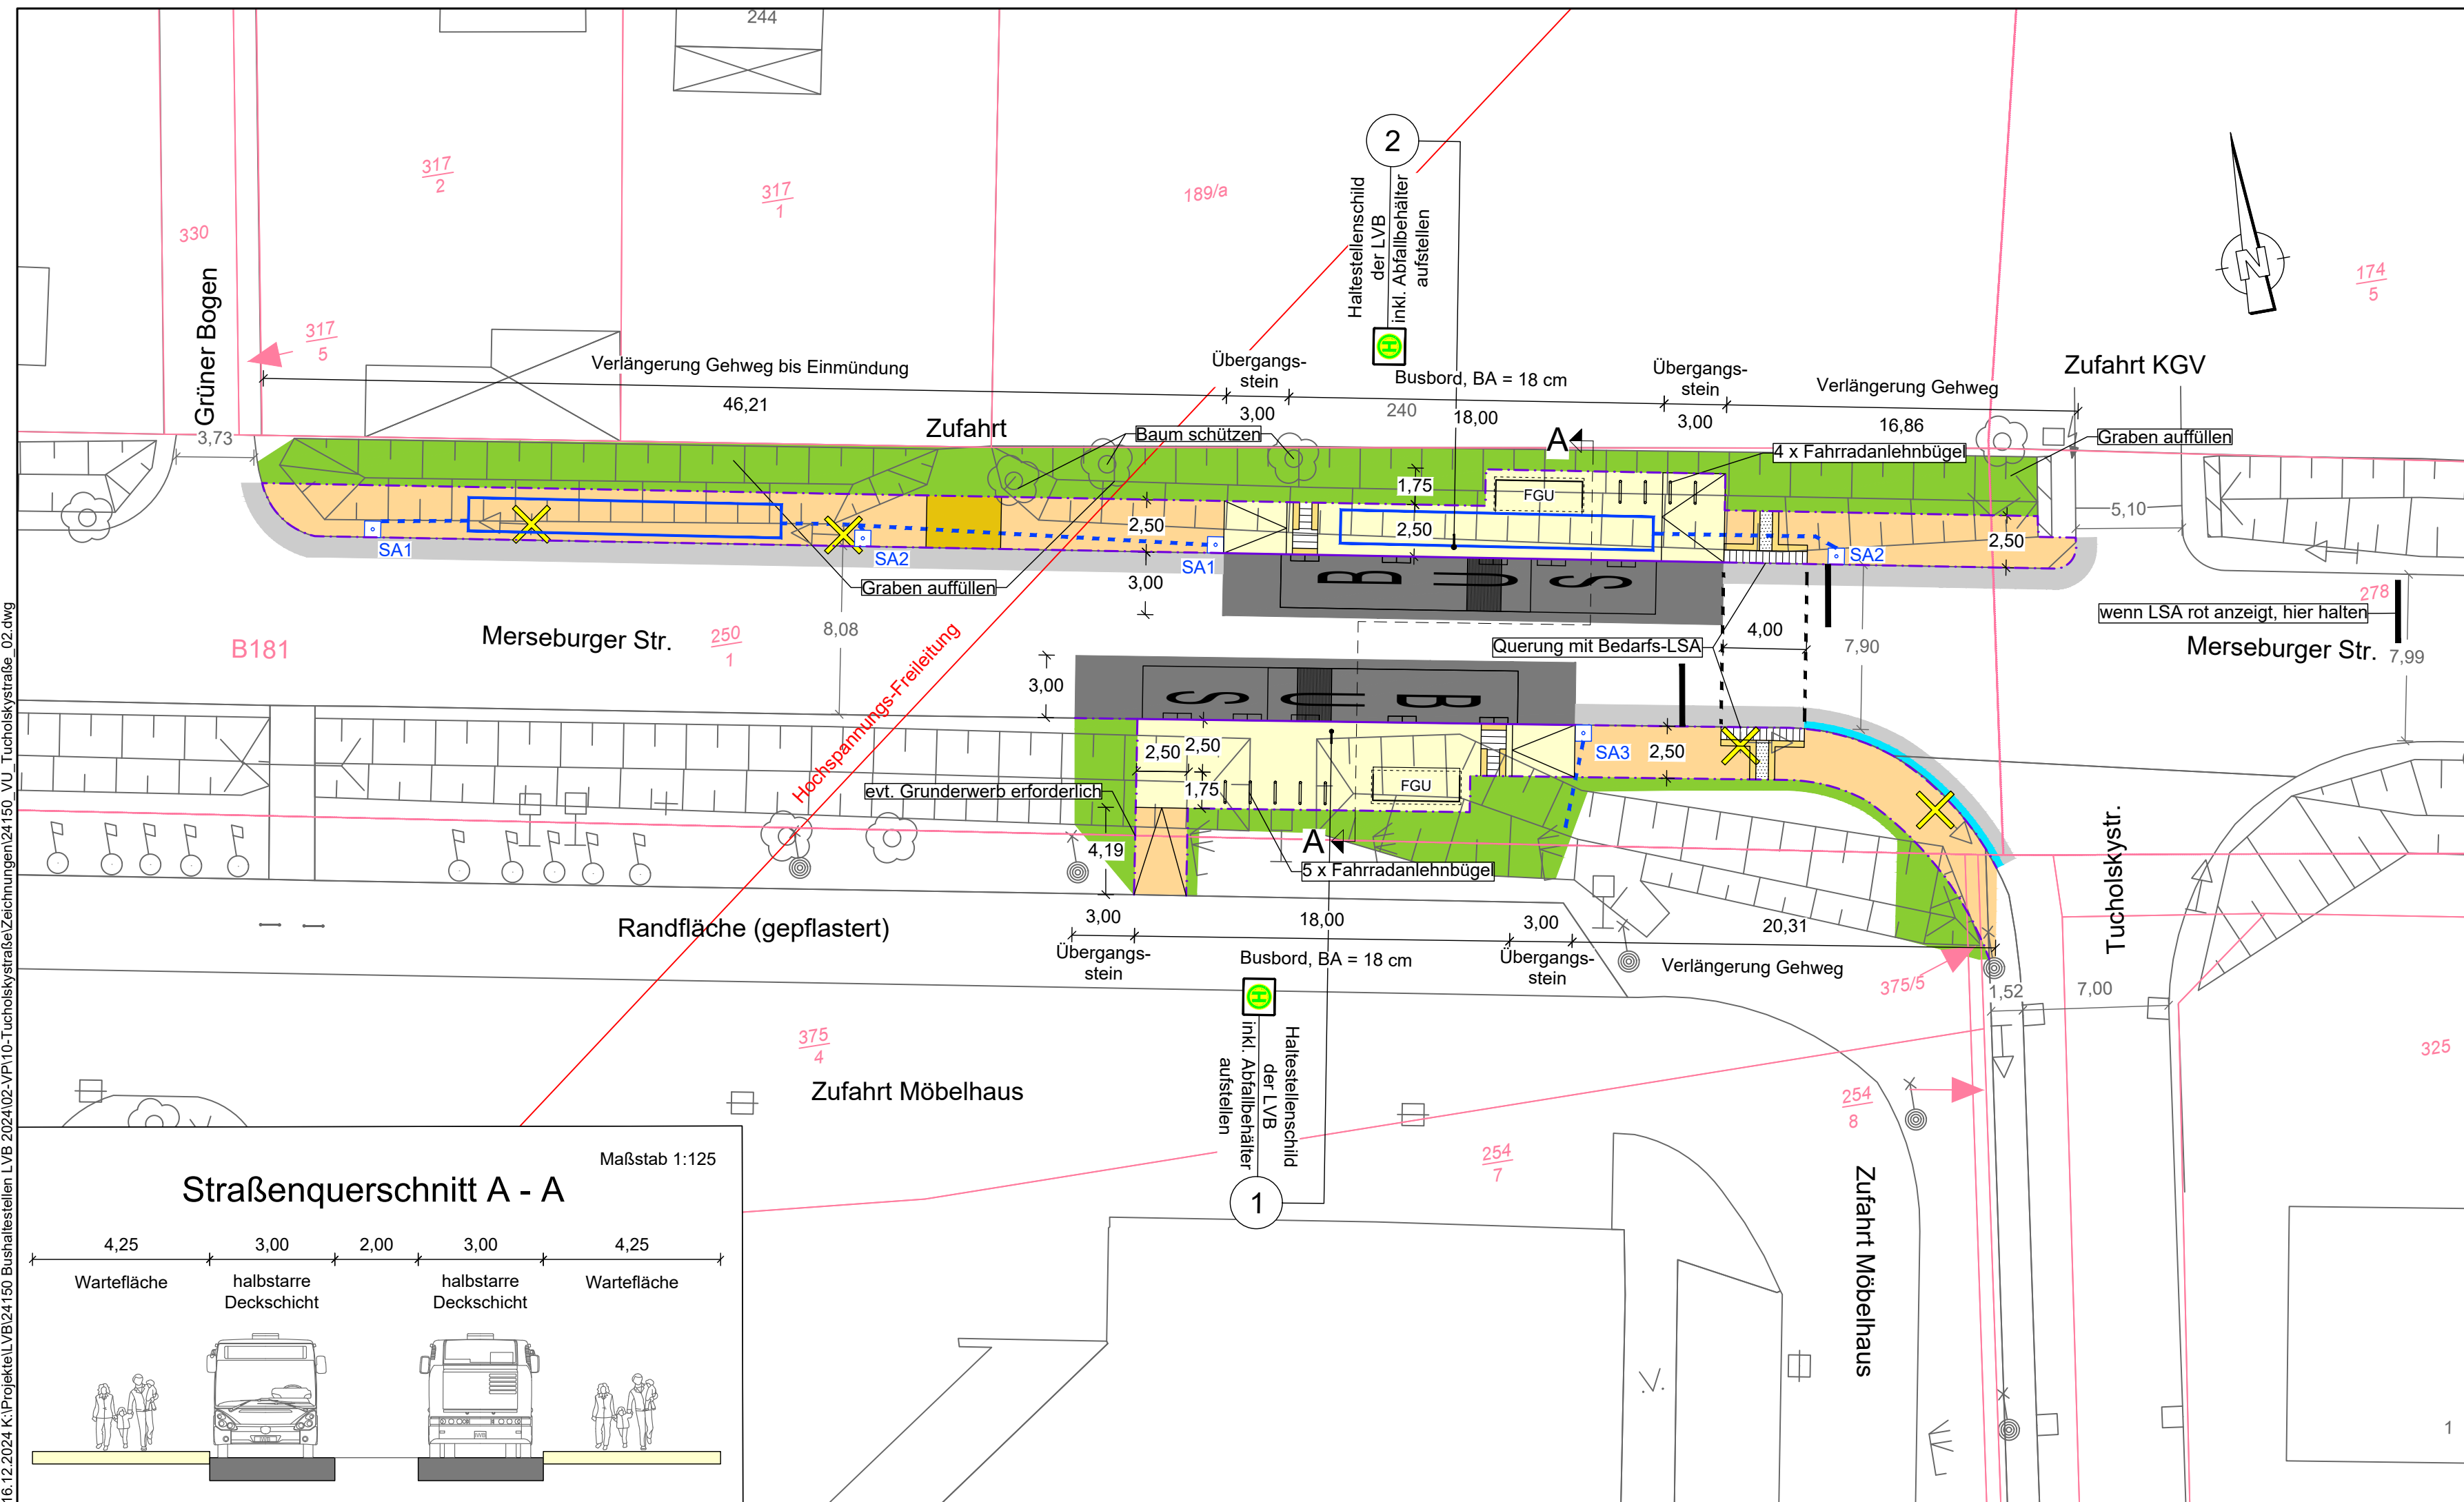 244
317
2
317
1
189/a
330
317
5
174
5
2
Haltestellenschild
der LVB
inkl. Abfallbehälter
aufstellen
H
N
Grüner Bogen
3,73
Verlängerung Gehweg bis Einmündung
46,21
Übergangs-
stein
3,00
Busbord, BA = 18 cm
240
18,00
Übergangs-
stein
3,00
Verlängerung Gehweg
16,86
Zufahrt KGV
Zufahrt
Baum schützen
A
4 x Fahrradanlehnbügel
Graben auffüllen
1,75
FGU
2,50
2,50
2,50
5,10
SA1
SA2
SA1
SA2
3,00
Graben auffüllen
BUS
278
wenn LSA rot anzeigt, hier halten
B181
Merseburger Str.
250
1
8,08
Querung mit Bedarfs-LSA
4,00
7,90
Merseburger Str.
7,99
Hochspannungs-Freileitung
3,00
BUS
2,50
2,50
1,75
SA3
2,50
FGU
evt. Grunderwerb erforderlich
4,19
A
5 x Fahrradanlehnbügel
Tucholskystr.
Randfläche (gepflastert)
3,00
18,00
3,00
20,31
Übergangs-
stein
Busbord, BA = 18 cm
Übergangs-
stein
Verlängerung Gehweg
375/5
1,52
7,00
H
Haltestellenschild
der LVB
inkl. Abfallbehälter
aufstellen
1
375
4
Zufahrt Möbelhaus
254
8
254
7
325
Zufahrt Möbelhaus
1
Maßstab 1:125
Straßenquerschnitt A - A
4,25
3,00
2,00
3,00
4,25
Wartefläche
halbstarre
Deckschicht
halbstarre
Deckschicht
Wartefläche
16.12.2024 K:\Projekte\LVB\24150 Bushaltestellen LVB 2024\02-VP\10-Tucholskystraße\Zeichnungen\24150_VU_Tucholskystraße_02.dwg